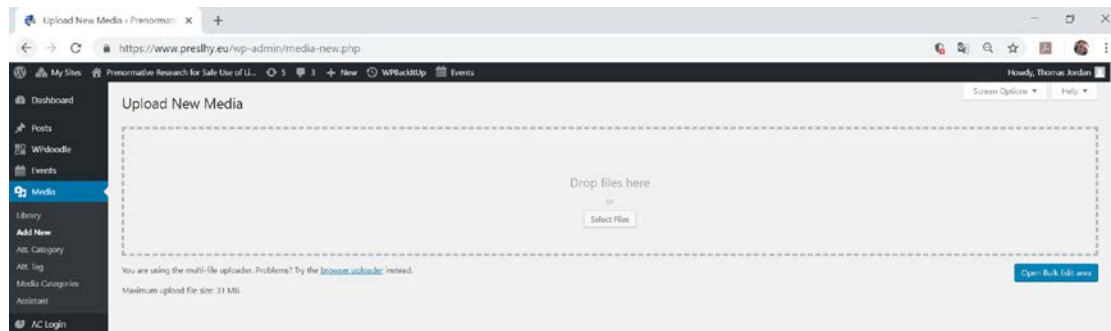 Upload New Media ‹ Prenormati
https://www.preslhy.eu/wp-admin/media-new.php
My Sites Prenormative Research for Safe Use of Li... 5 3 + New WPBackItUp Events Howdy, Thomas Jordan
Screen Options Help
Dashboard
Upload New Media
Posts
WPdoodle
Events
Media
Library
Add New
Att. Category
Att. Tag
Media Categories
Assistant
AC Login
Drop files here
or
Select Files
You are using the multi-file uploader. Problems? Try the browser uploader instead.
Open Bulk Edit area
Maximum upload file size: 33 MB.